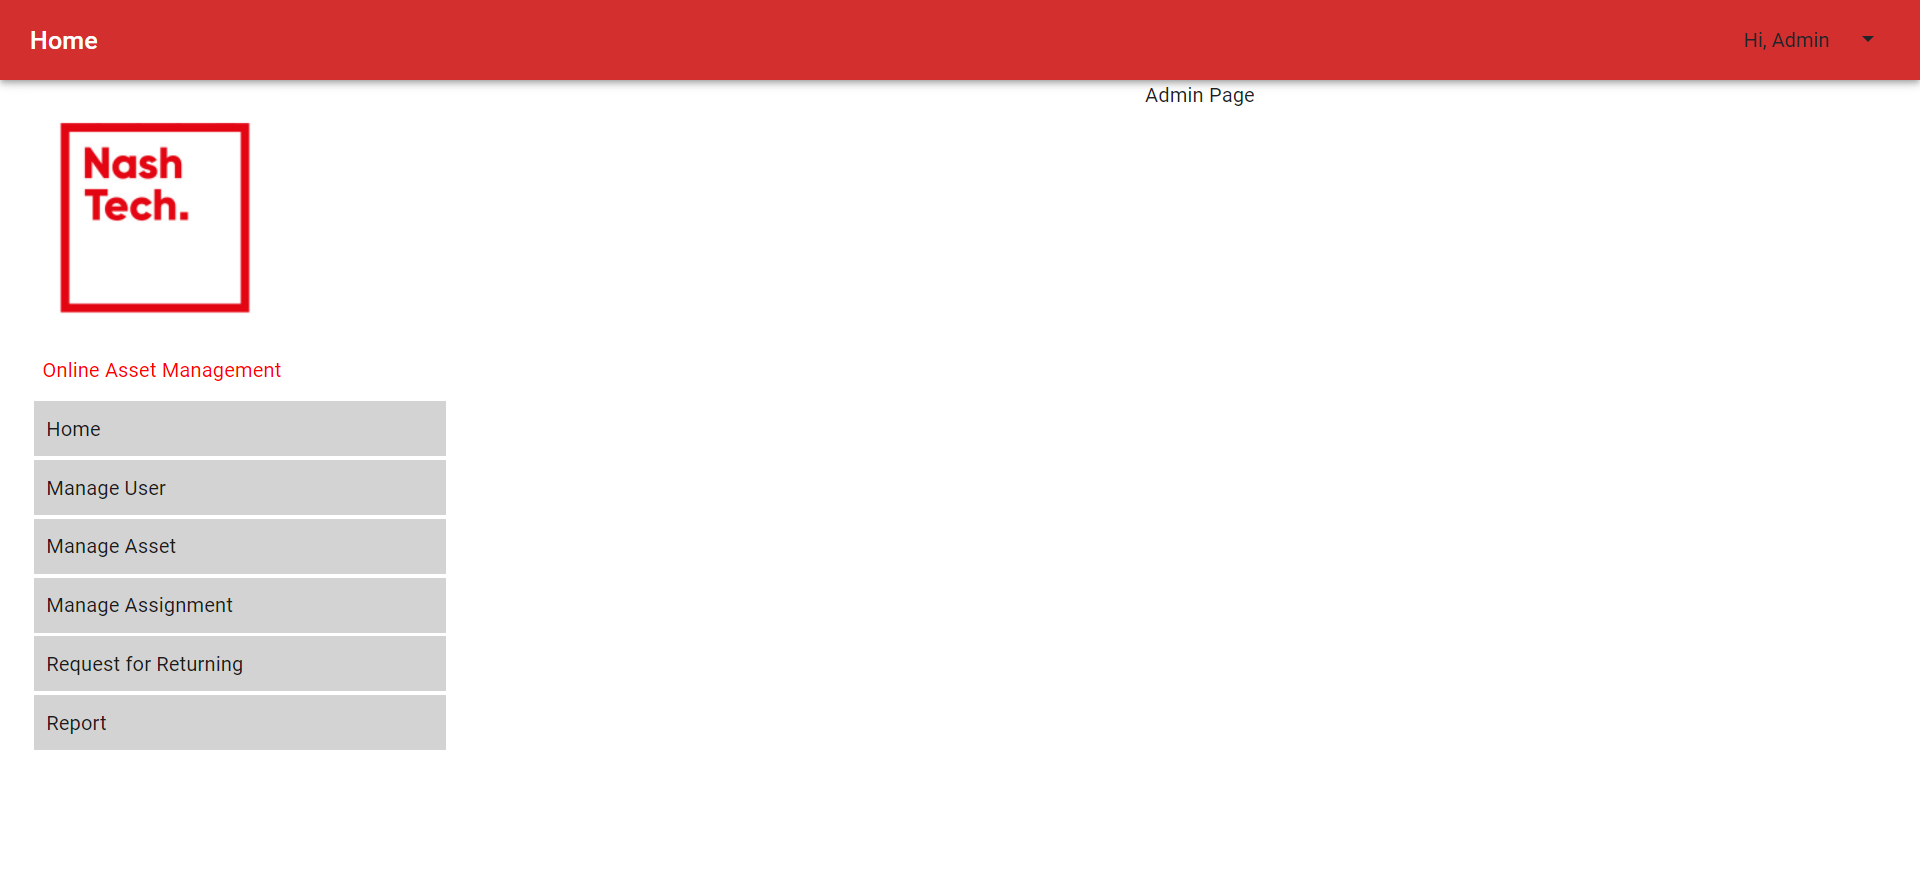 Home
Hi, Admin
Admin Page
Nash
Tech.
Online Asset Management
Home
Manage User
Manage Asset
Manage Assignment
Request for Returning
Report